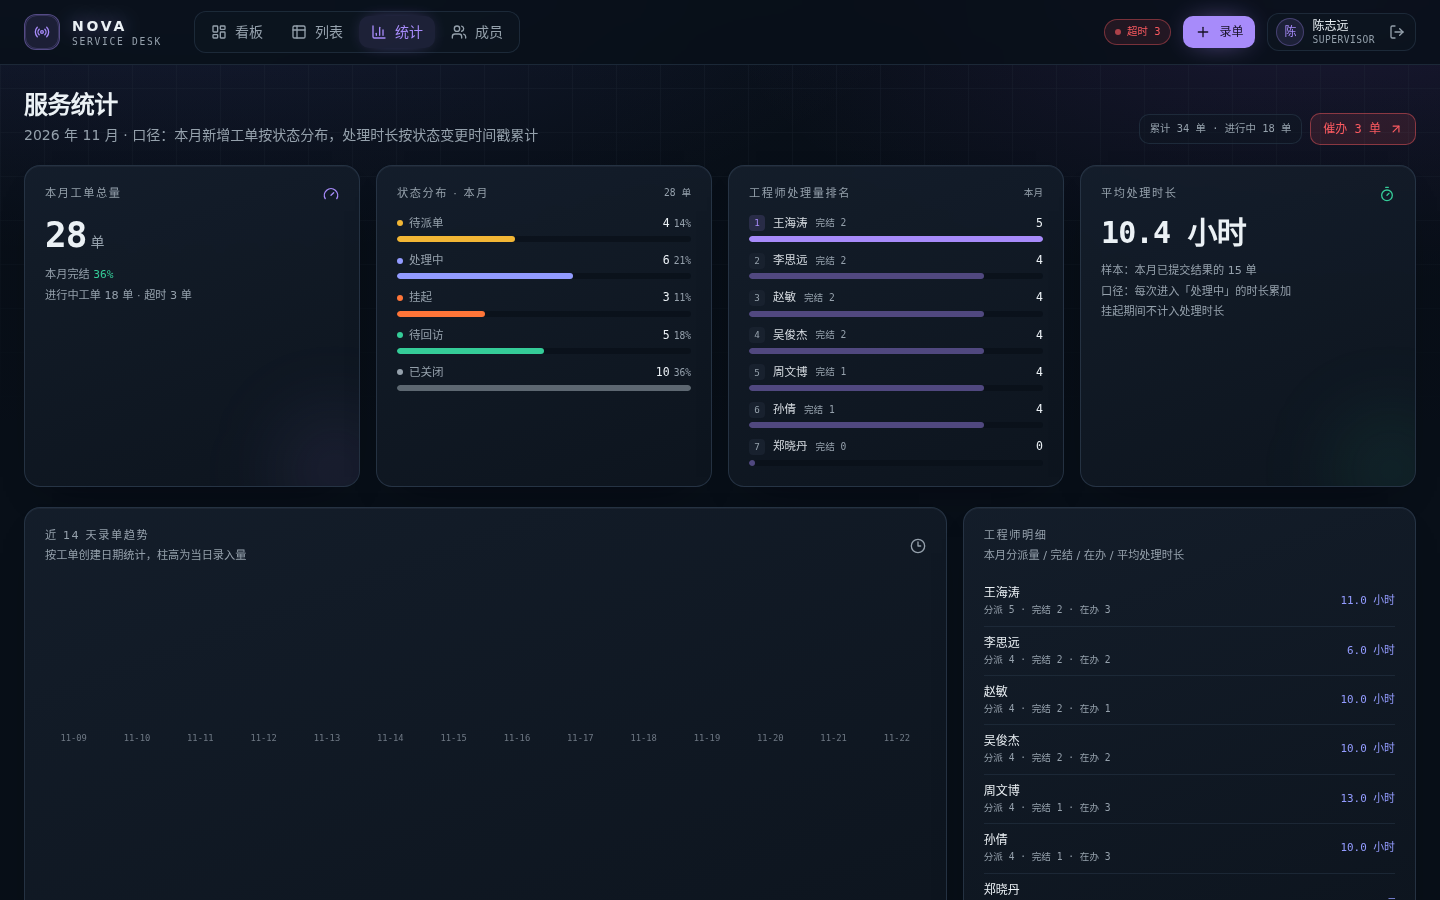 NOVA
SERVICE DESK
看板
列表
统计
成员
超时 3
录单
陈
陈志远
SUPERVISOR
服务统计
2026 年 11 月 · 口径：本月新增工单按状态分布，处理时长按状态变更时间戳累计
累计 34 单 · 进行中 18 单
催办 3 单
本月工单总量
28 单
本月完结 36%
进行中工单 18 单 · 超时 3 单
状态分布 · 本月
28 单
待派单 4 14%
处理中 6 21%
挂起 3 11%
待回访 5 18%
已关闭 10 36%
工程师处理量排名
本月
1 王海涛 完结 2 5
2 李思远 完结 2 4
3 赵敏 完结 2 4
4 吴俊杰 完结 2 4
5 周文博 完结 1 4
6 孙倩 完结 1 4
7 郑晓丹 完结 0 0
平均处理时长
10.4 小时
样本：本月已提交结果的 15 单
口径：每次进入「处理中」的时长累加
挂起期间不计入处理时长
近 14 天录单趋势
按工单创建日期统计，柱高为当日录入量
11-09 11-10 11-11 11-12 11-13 11-14 11-15 11-16 11-17 11-18 11-19 11-20 11-21 11-22
工程师明细
本月分派量 / 完结 / 在办 / 平均处理时长
王海涛
分派 5 · 完结 2 · 在办 3
11.0 小时
李思远
分派 4 · 完结 2 · 在办 2
6.0 小时
赵敏
分派 4 · 完结 2 · 在办 1
10.0 小时
吴俊杰
分派 4 · 完结 2 · 在办 2
10.0 小时
周文博
分派 4 · 完结 1 · 在办 3
13.0 小时
孙倩
分派 4 · 完结 1 · 在办 3
10.0 小时
郑晓丹